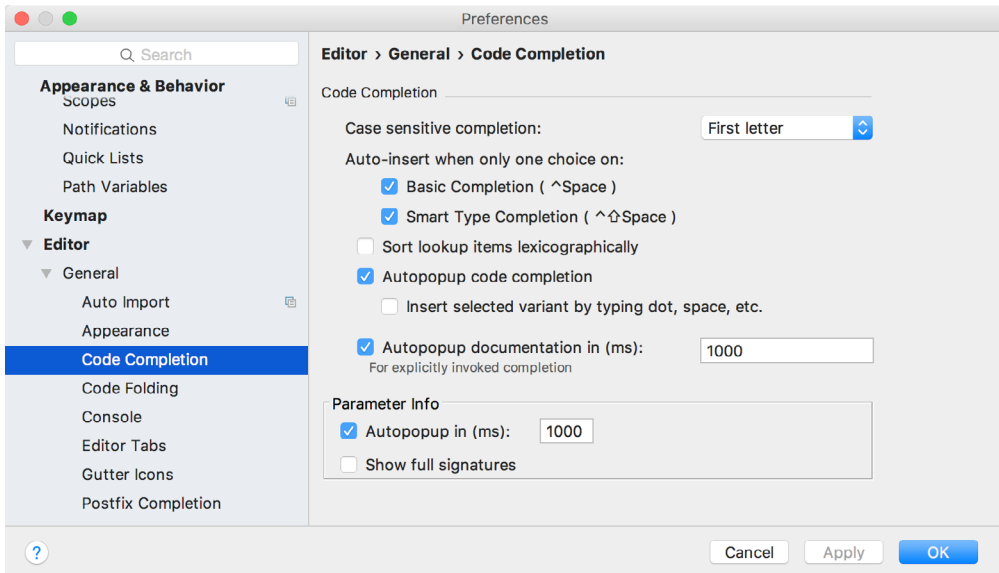 Preferences
Search
Appearance & Behavior
Scopes
Notifications
Quick Lists
Path Variables
Keymap
Editor
General
Auto Import
Appearance
Code Completion
Code Folding
Console
Editor Tabs
Gutter Icons
Postfix Completion
Editor › General › Code Completion
Code Completion
Case sensitive completion: First letter
Auto-insert when only one choice on:
Basic Completion ( ^Space )
Smart Type Completion ( ^⇧Space )
Sort lookup items lexicographically
Autopopup code completion
Insert selected variant by typing dot, space, etc.
Autopopup documentation in (ms): 1000
For explicitly invoked completion
Parameter Info
Autopopup in (ms): 1000
Show full signatures
? Cancel Apply OK